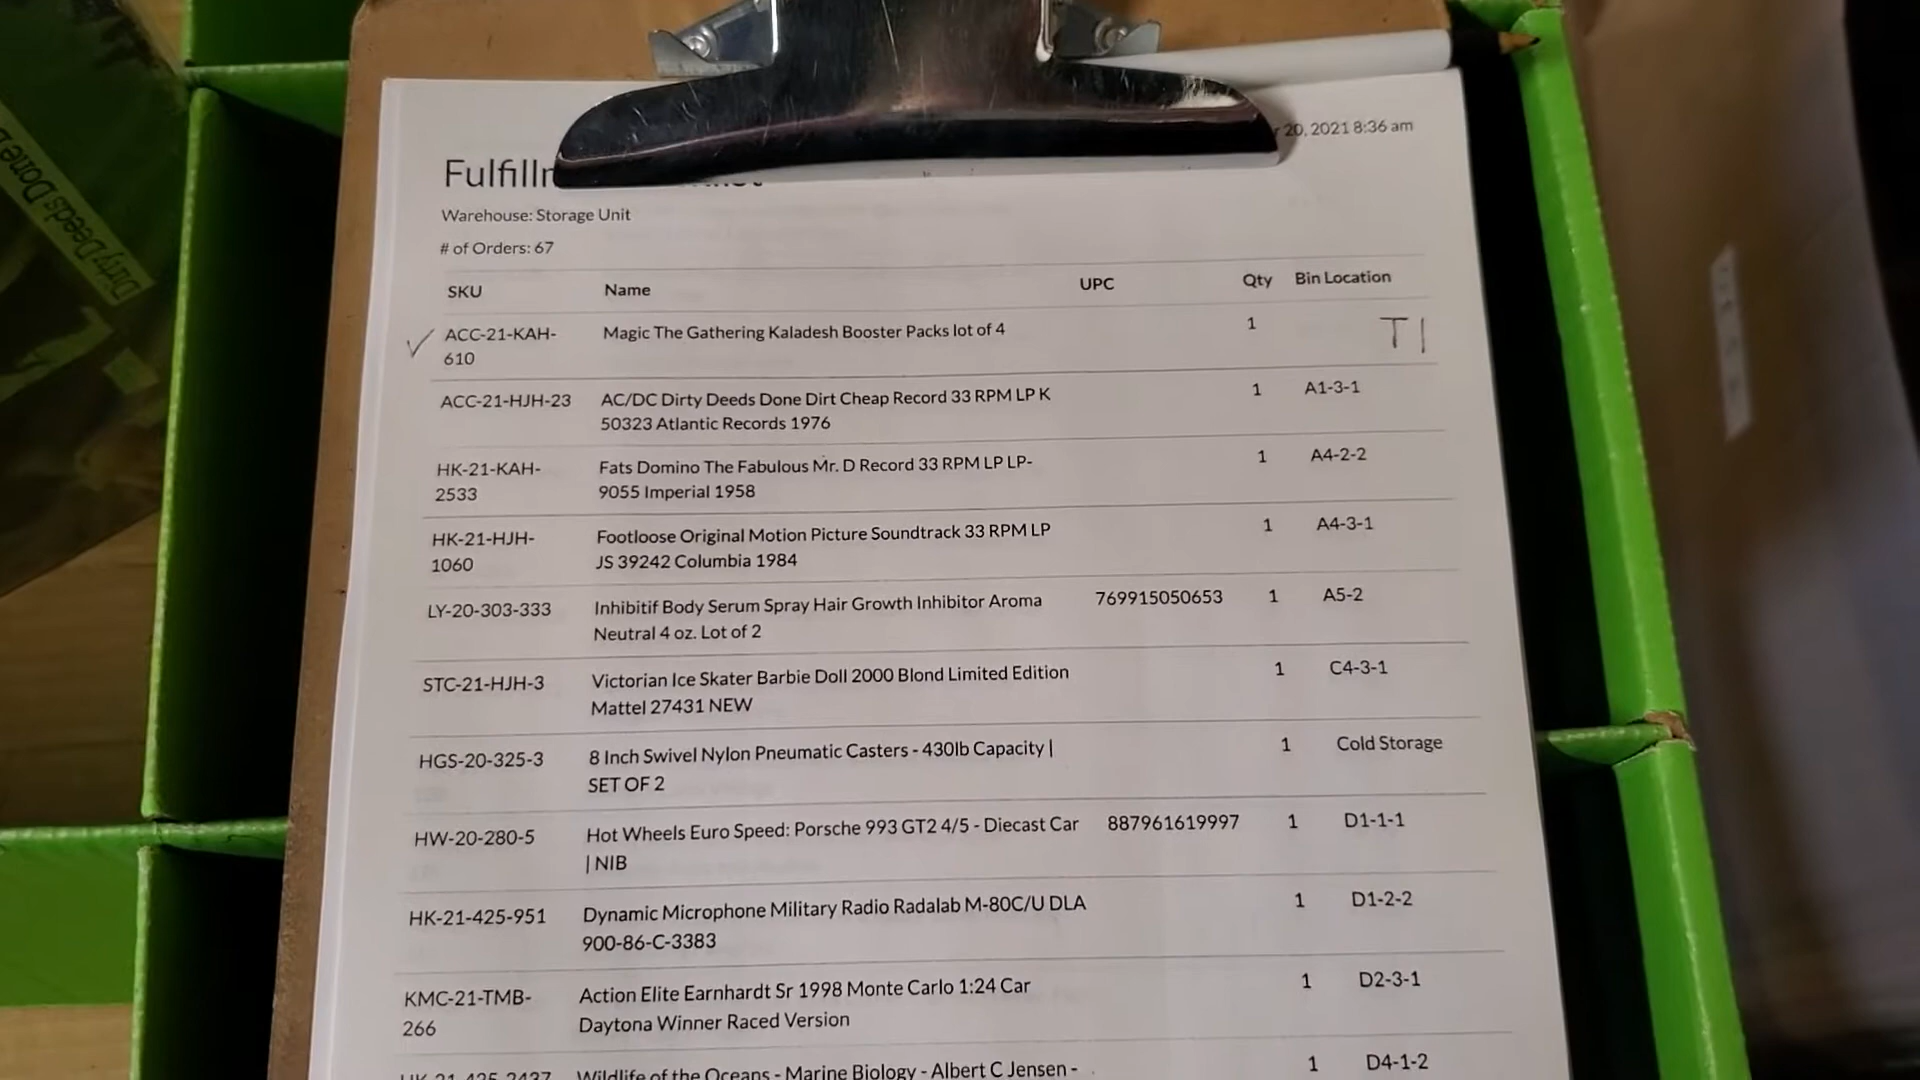 20, 2021 8:36 am
Warehouse: Storage Unit
# of Orders: 67
SKU Name UPC Qty Bin Location
ACC-21-KAH- Magic The Gathering Kaladesh Booster Packs lot of 4 1 T1
610
ACC-21-HJH-23 AC/DC Dirty Deeds Done Dirt Cheap Record 33 RPM LP K 1 A1-3-1
50323 Atlantic Records 1976
HK-21-KAH- Fats Domino The Fabulous Mr. D Record 33 RPM LP LP- 1 A4-2-2
2533 9055 Imperial 1958
HK-21-HJH- Footloose Original Motion Picture Soundtrack 33 RPM LP 1 A4-3-1
1060 JS 39242 Columbia 1984
LY-20-303-333 Inhibitif Body Serum Spray Hair Growth Inhibitor Aroma 769915050653 1 A5-2
Neutral 4 oz. Lot of 2
STC-21-HJH-3 Victorian Ice Skater Barbie Doll 2000 Blond Limited Edition 1 C4-3-1
Mattel 27431 NEW
HGS-20-325-3 8 Inch Swivel Nylon Pneumatic Casters - 430lb Capacity | 1 Cold Storage
SET OF 2
HW-20-280-5 Hot Wheels Euro Speed: Porsche 993 GT2 4/5 - Diecast Car 887961619997 1 D1-1-1
| NIB
HK-21-425-951 Dynamic Microphone Military Radio Radalab M-80C/U DLA 1 D1-2-2
900-86-C-3383
KMC-21-TMB- Action Elite Earnhardt Sr 1998 Monte Carlo 1:24 Car 1 D2-3-1
266 Daytona Winner Raced Version
HK-21-425-2437 Wildlife of the Oceans - Marine Biology - Albert C Jensen - 1 D4-1-2
Dirty Deeds Done